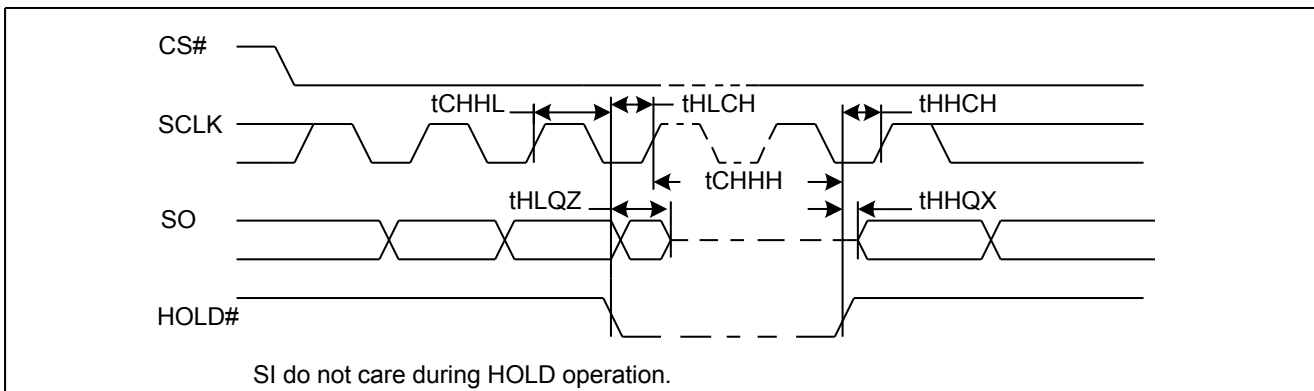 CS#
tCHHL tHLCH tHHCH
SCLK
tCHHH
tHLQZ tHHQX
SO
HOLD#
SI do not care during HOLD operation.